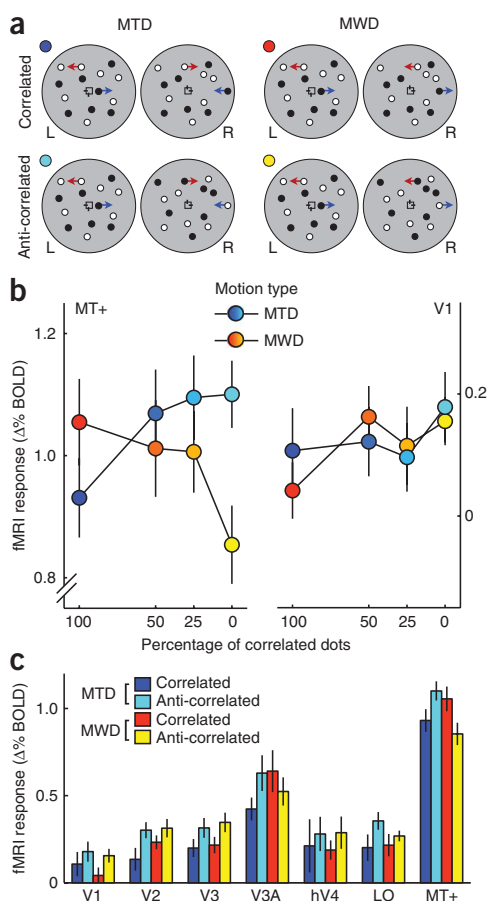 a
MTD MWD
Correlated
L R L R
Anti-correlated
L R L R
b
Motion type
MT+ V1
MTD
MWD
fMRI response (Δ% BOLD)
1.2
1.0
0.8
0.2
0
100 50 25 0 100 50 25 0
Percentage of correlated dots
c
MTD Correlated
Anti-correlated
MWD Correlated
Anti-correlated
fMRI response (Δ% BOLD)
1.0
0.5
0
V1 V2 V3 V3A hV4 LO MT+